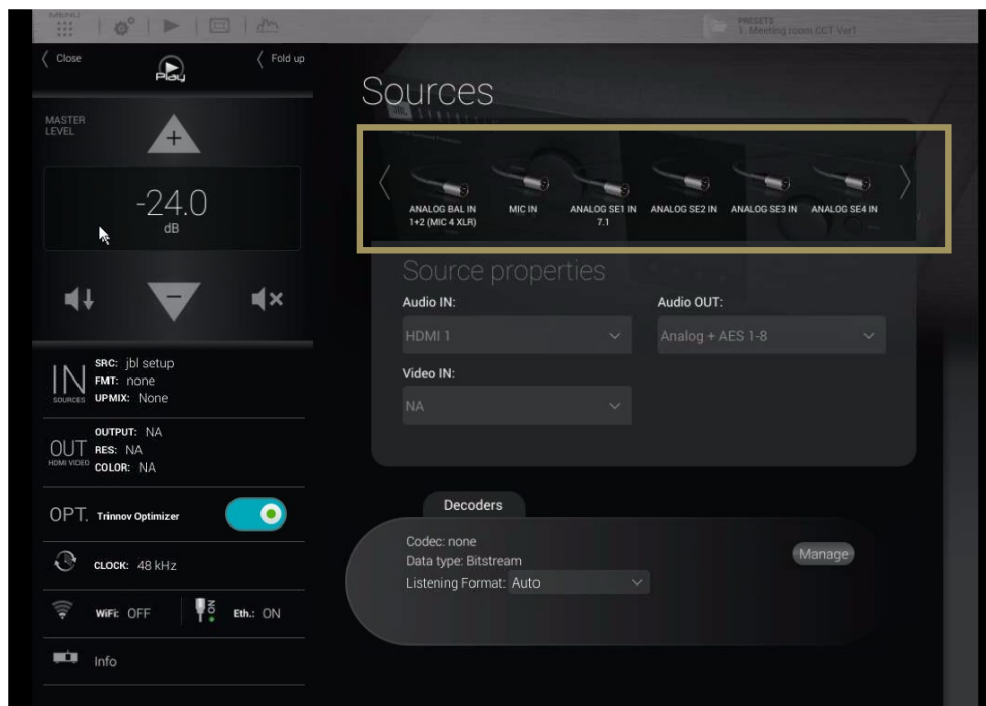 MENU
PRESETS
1. Meeting room CCT Ver1
Close
Play
Fold up
MASTER
LEVEL
+
-24.0
dB
−
Sources
JBL
ANALOG BAL IN
1+2 (MIC 4 XLR)
MIC IN
ANALOG SE1 IN
7.1
ANALOG SE2 IN
ANALOG SE3 IN
ANALOG SE4 IN
Source properties
Audio IN:
Audio OUT:
HDMI 1
Analog + AES 1-8
Video IN:
NA
IN
SOURCES
SRC: jbl setup
FMT: none
UPMIX: None
OUT
HDMI VIDEO
OUTPUT: NA
RES: NA
COLOR: NA
OPT. Trinnov Optimizer
CLOCK: 48 kHz
WiFi: OFF
ON
Eth.: ON
Info
Decoders
Codec: none
Data type: Bitstream
Listening Format: Auto
Manage